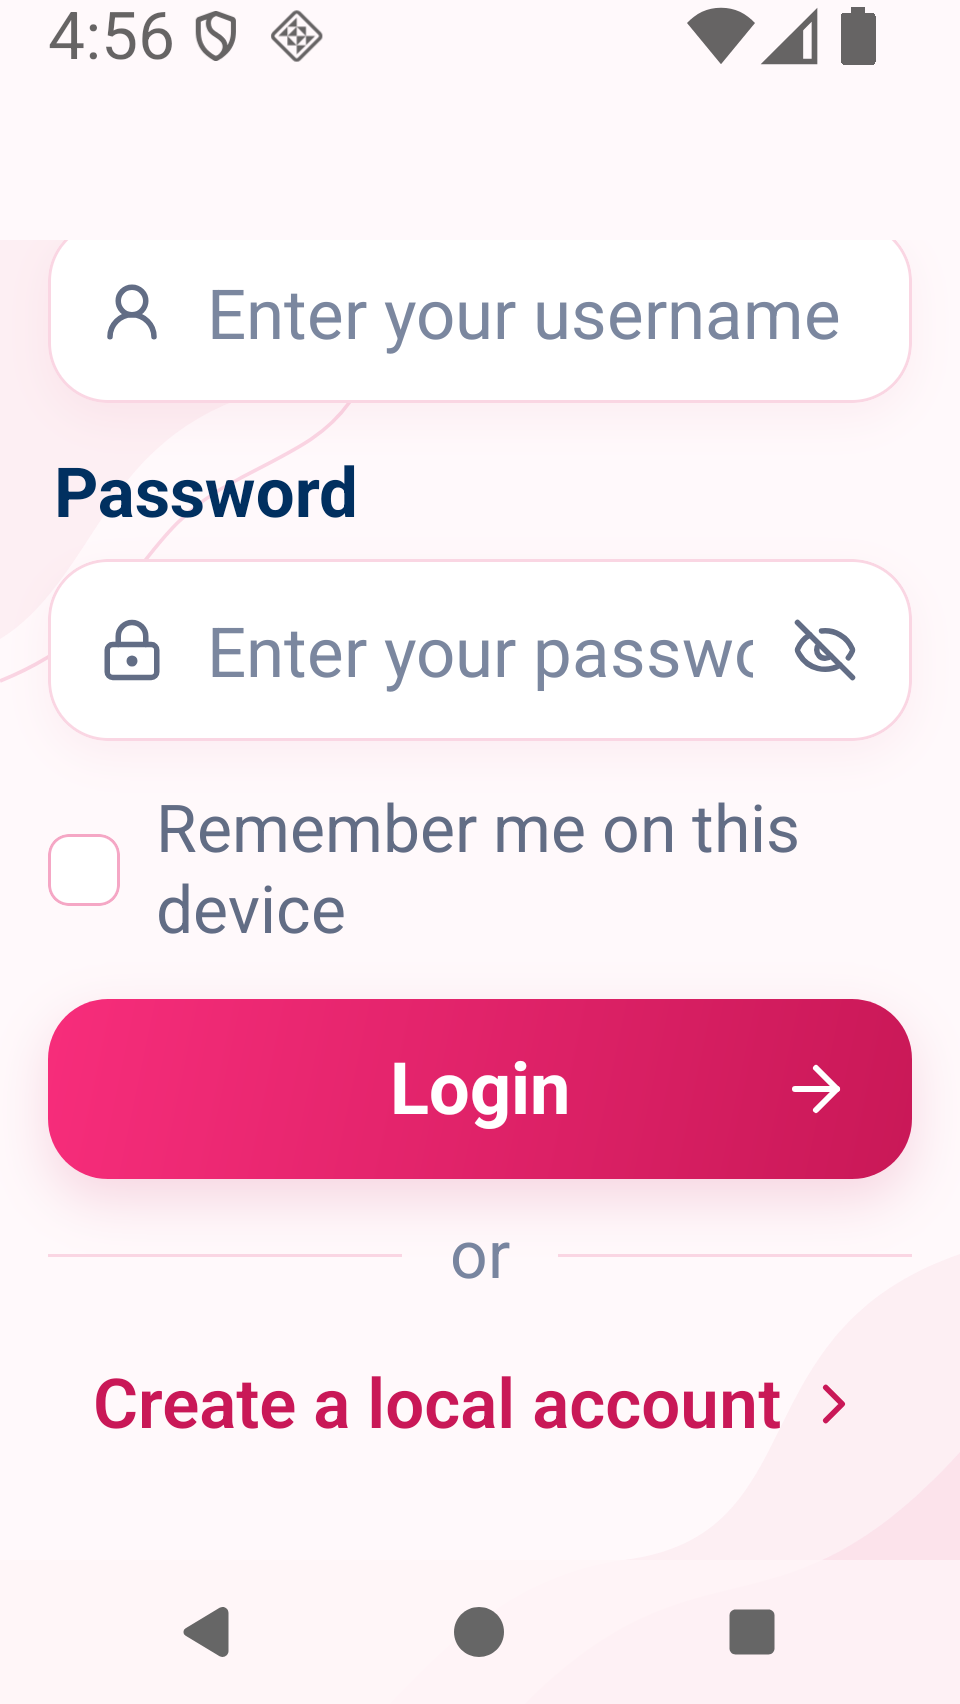 4:56
Enter your username
Password
Enter your passwo
Remember me on this
device
Login
or
Create a local account